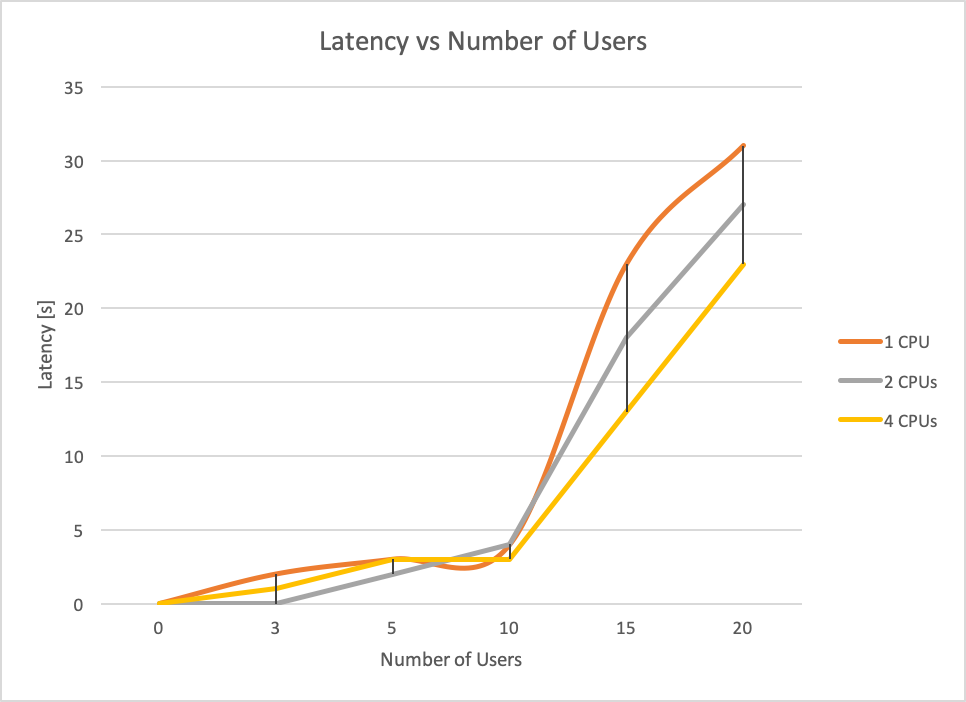 Latency vs Number of Users
35
30
25
20
15
10
5
0
Latency [s]
0 3 5 10 15 20
Number of Users
1 CPU
2 CPUs
4 CPUs